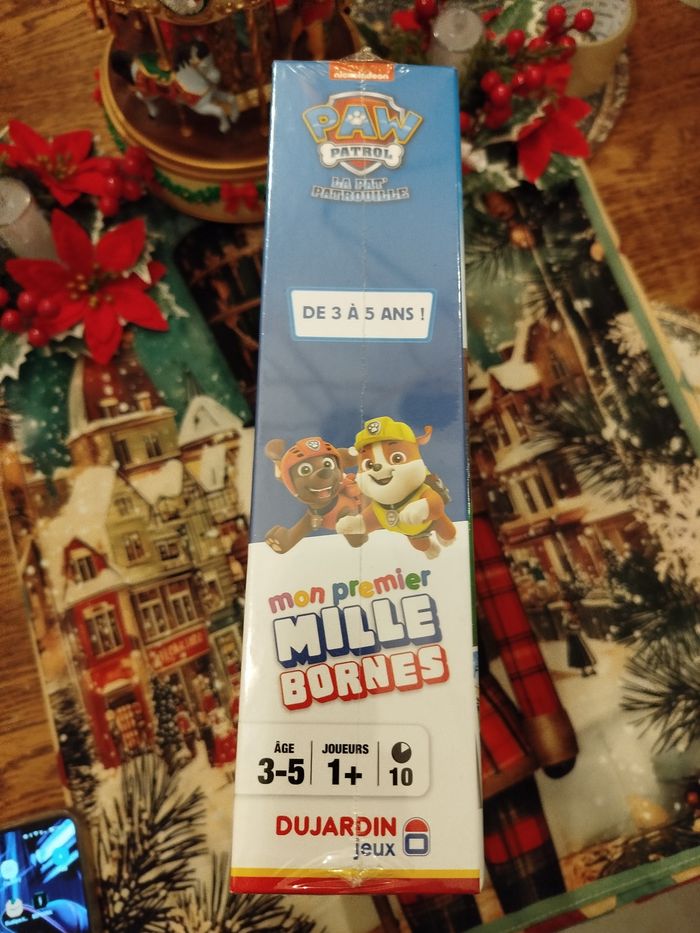 nickelodeon
PAW
PATROL
LA PAT'
PATROUILLE
DE 3 À 5 ANS !
mon premier
MILLE
BORNES
ÂGE
3-5
JOUEURS
1+
10
DUJARDIN
jeux